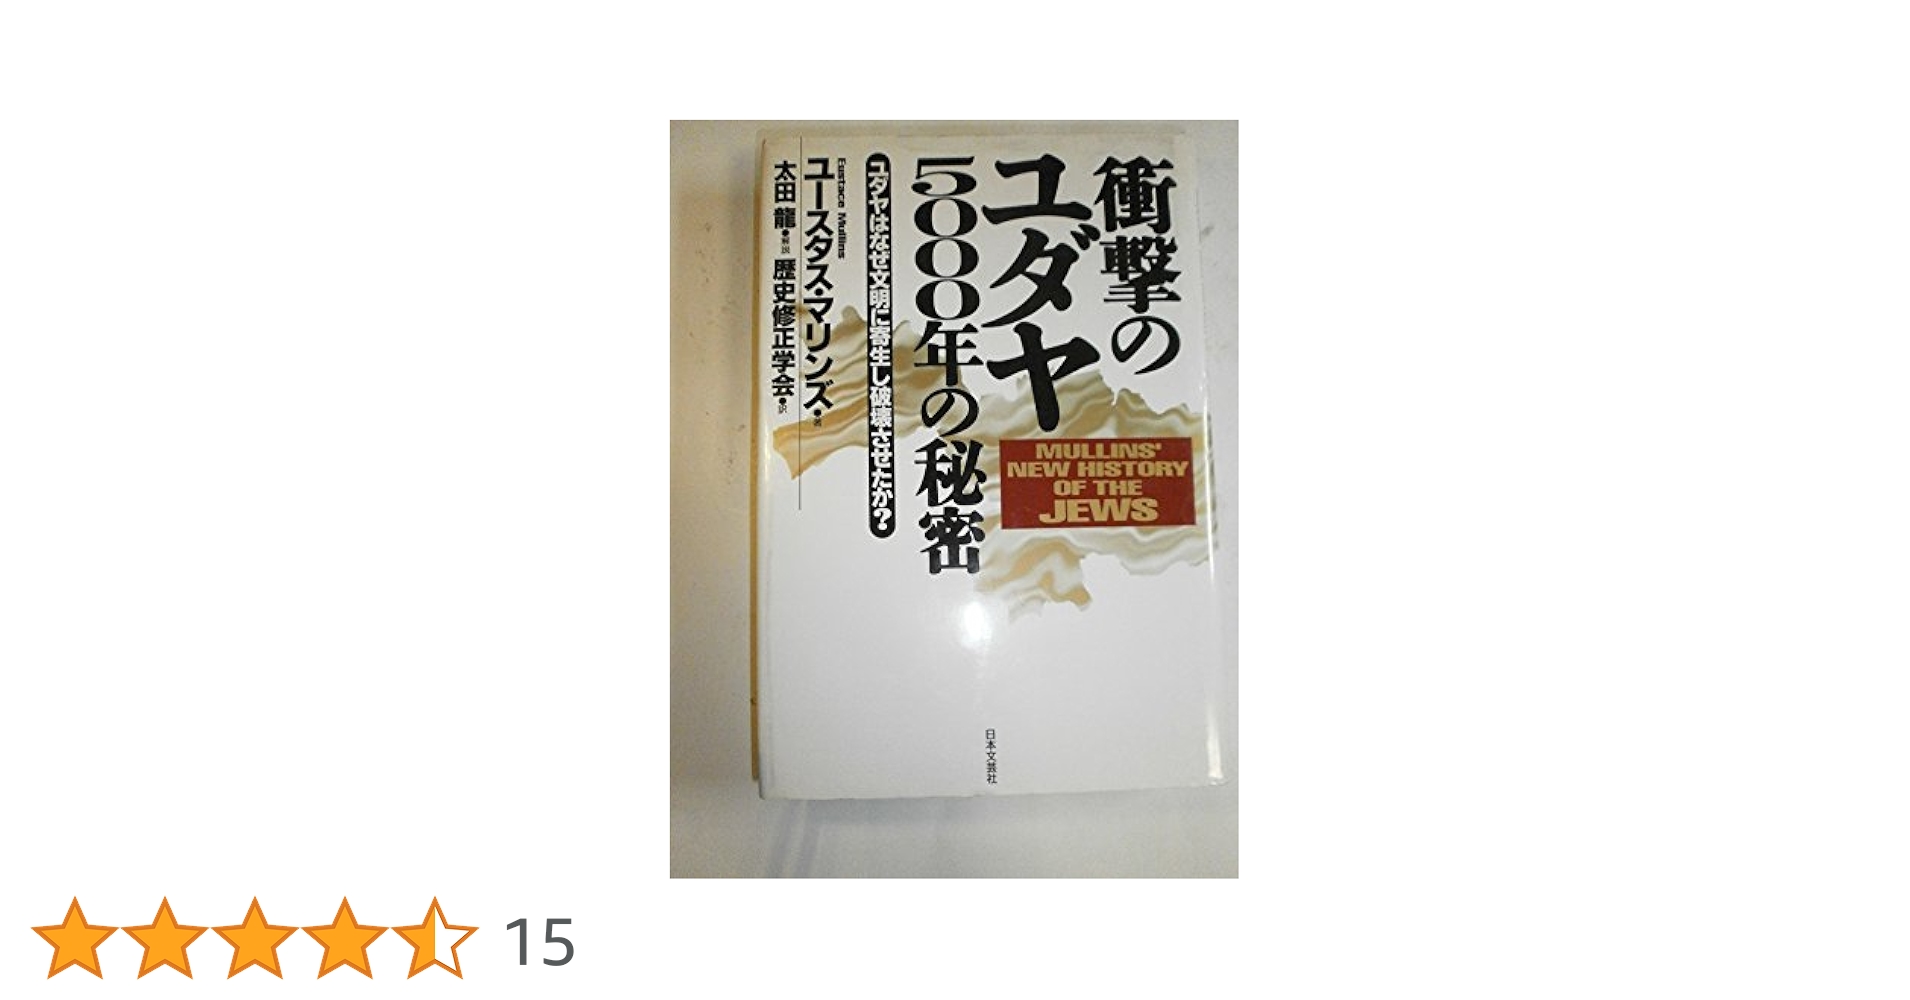 衝撃の
ユダヤ
5000年の秘密
MULLINS'
NEW HISTORY
OF THE
JEWS
ユダヤはなぜ文明に寄生し破壊させたか?
Eustace Mullins
ユースタス・マリンズ・著
太田 龍・解説 歴史修正学会・訳
日本文芸社
15